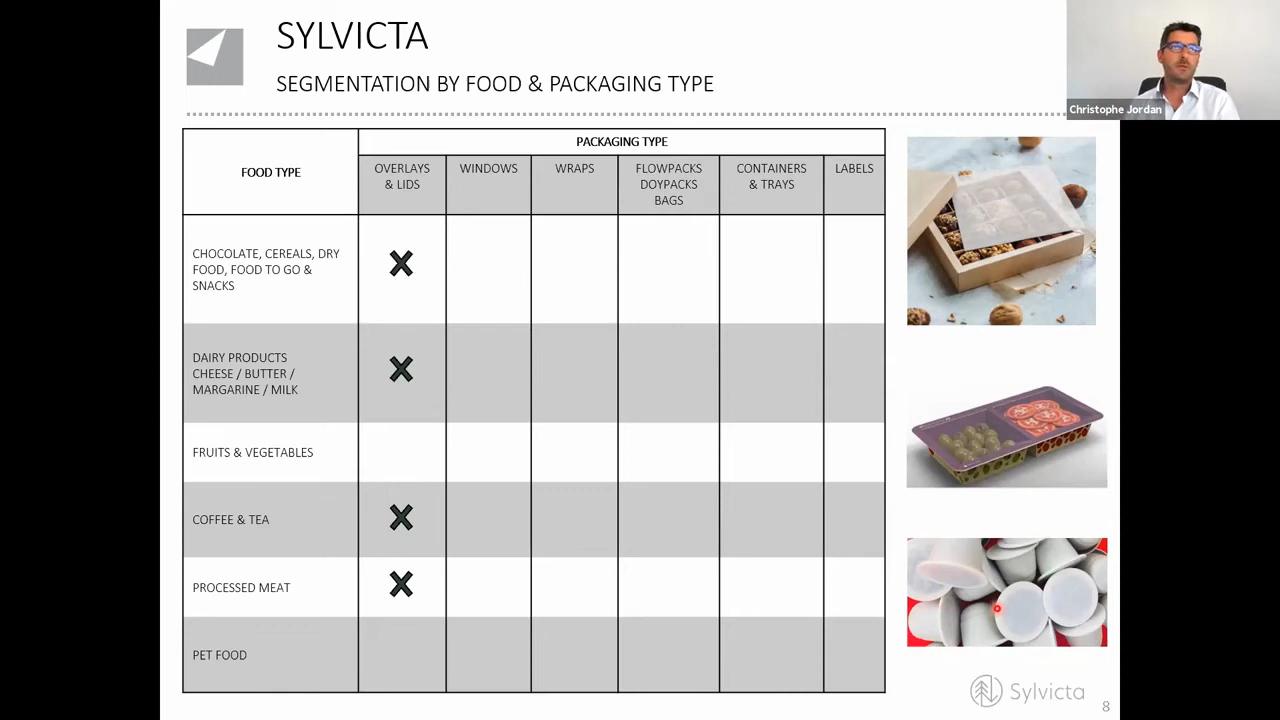 SYLVICTA
SEGMENTATION BY FOOD & PACKAGING TYPE
Christophe Jordan
FOOD TYPE
PACKAGING TYPE
OVERLAYS
& LIDS
WINDOWS
WRAPS
FLOWPACKS
DOYPACKS
BAGS
CONTAINERS
& TRAYS
LABELS
CHOCOLATE, CEREALS, DRY
FOOD, FOOD TO GO &
SNACKS
DAIRY PRODUCTS
CHEESE / BUTTER /
MARGARINE / MILK
FRUITS & VEGETABLES
COFFEE & TEA
PROCESSED MEAT
PET FOOD
Sylvicta
8